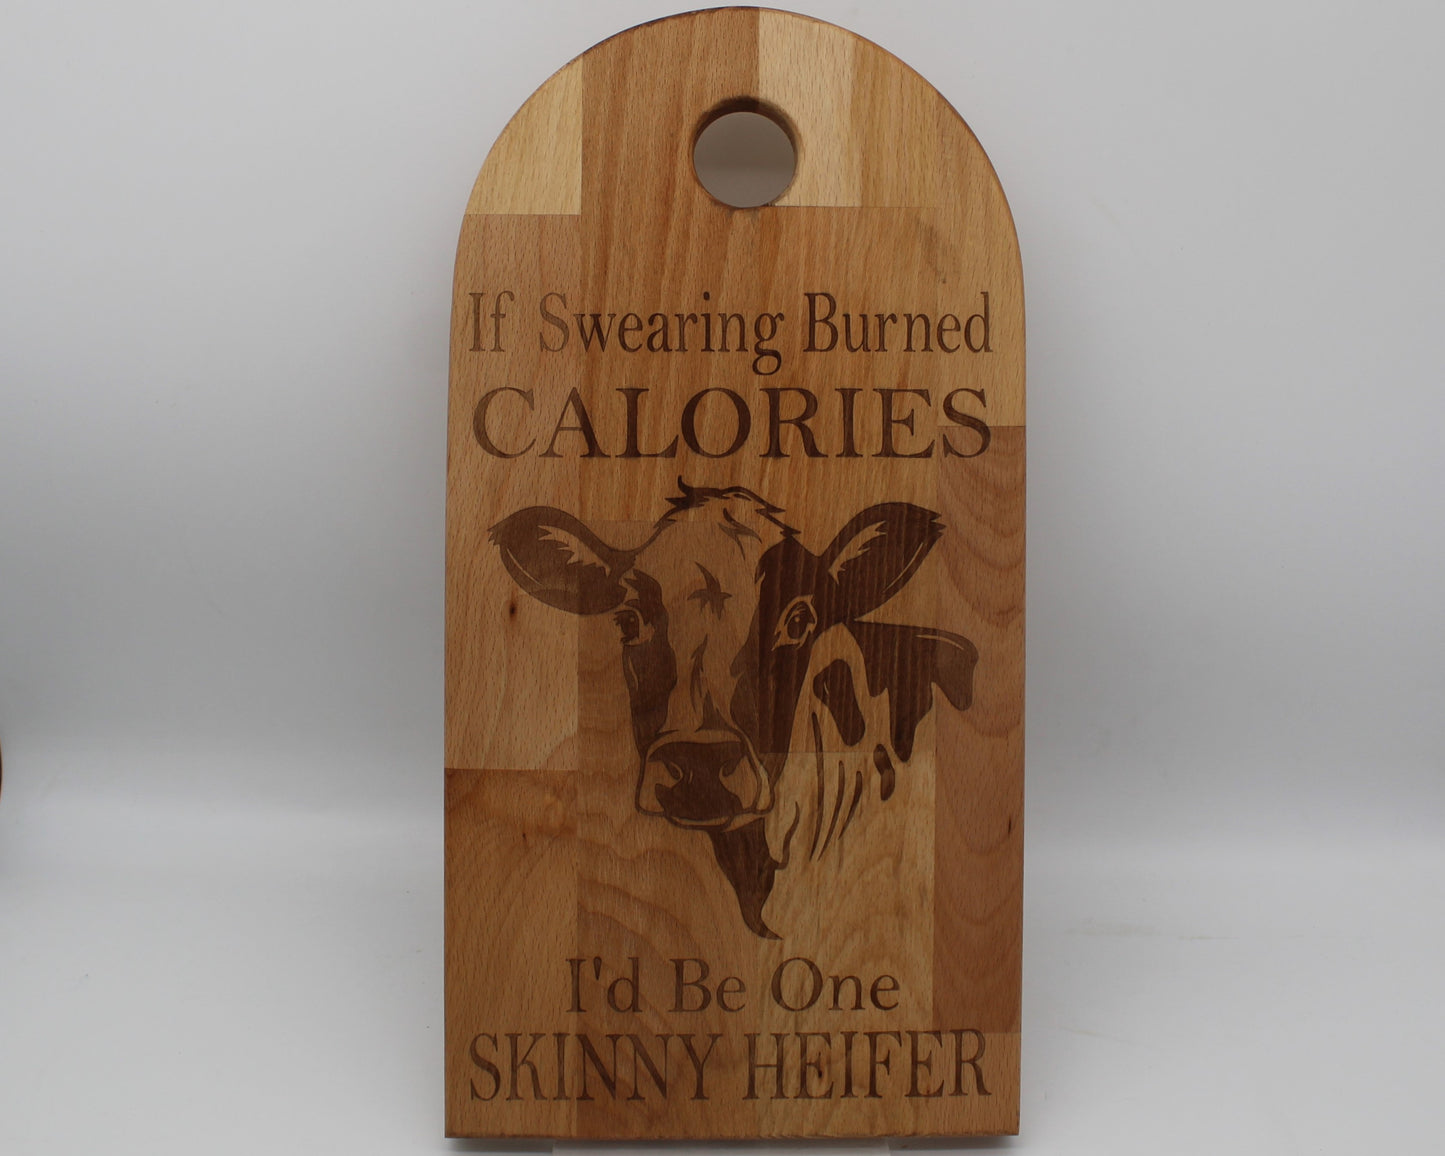 If Swearing Burned
CALORIES
I'd Be One
SKINNY HEIFER